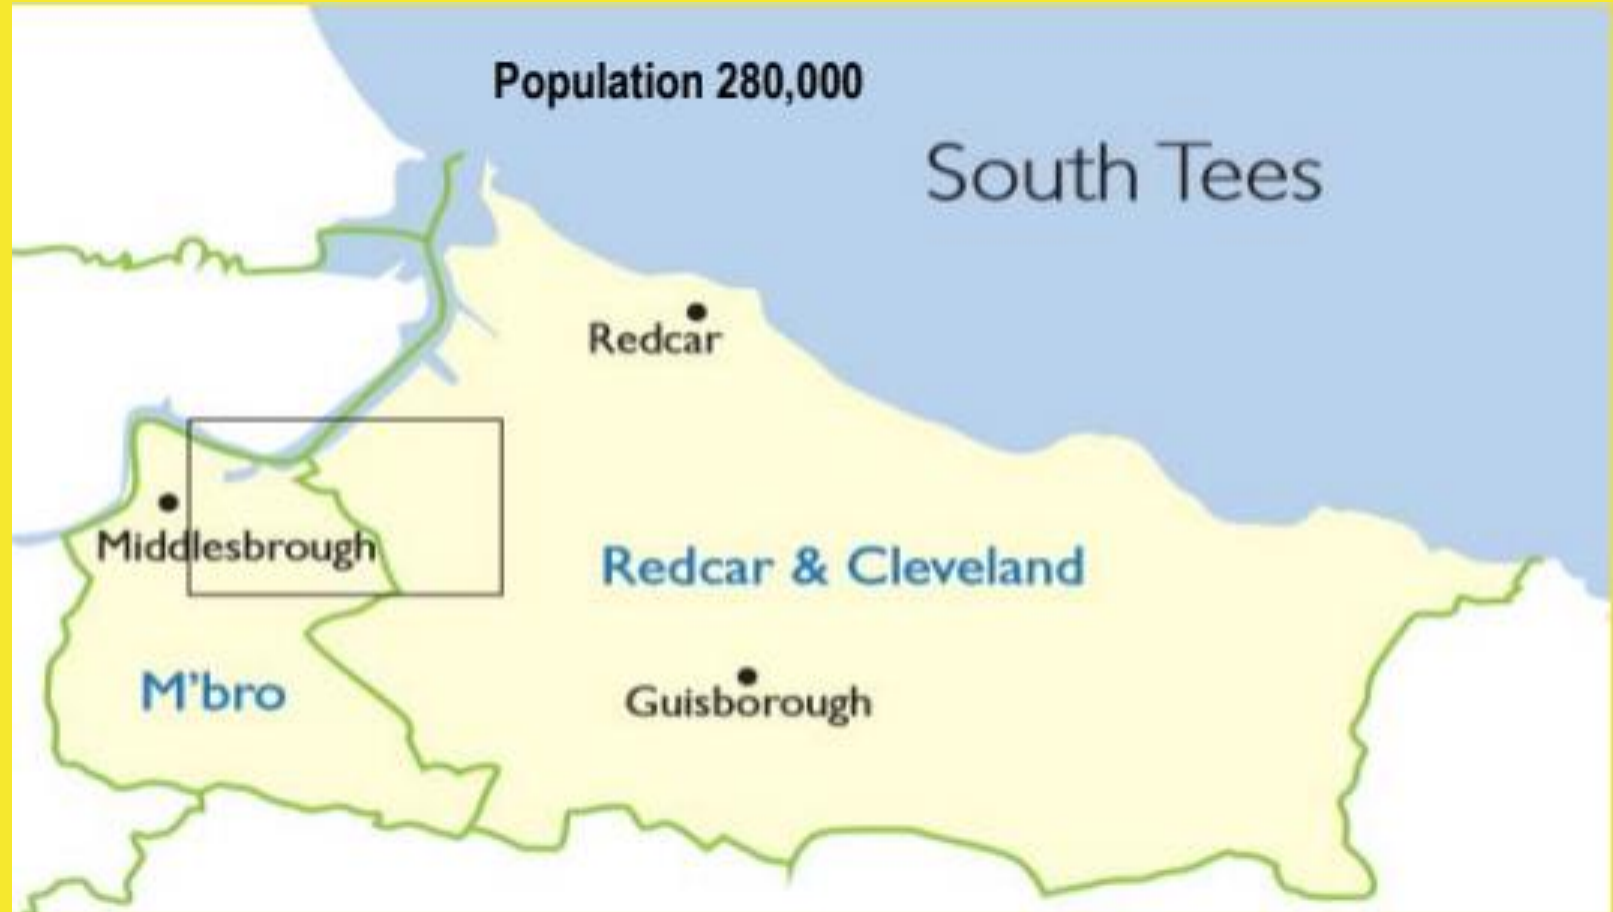 Population 280,000
South Tees
Redcar
Middlesbrough
Redcar & Cleveland
M'bro
Guisborough